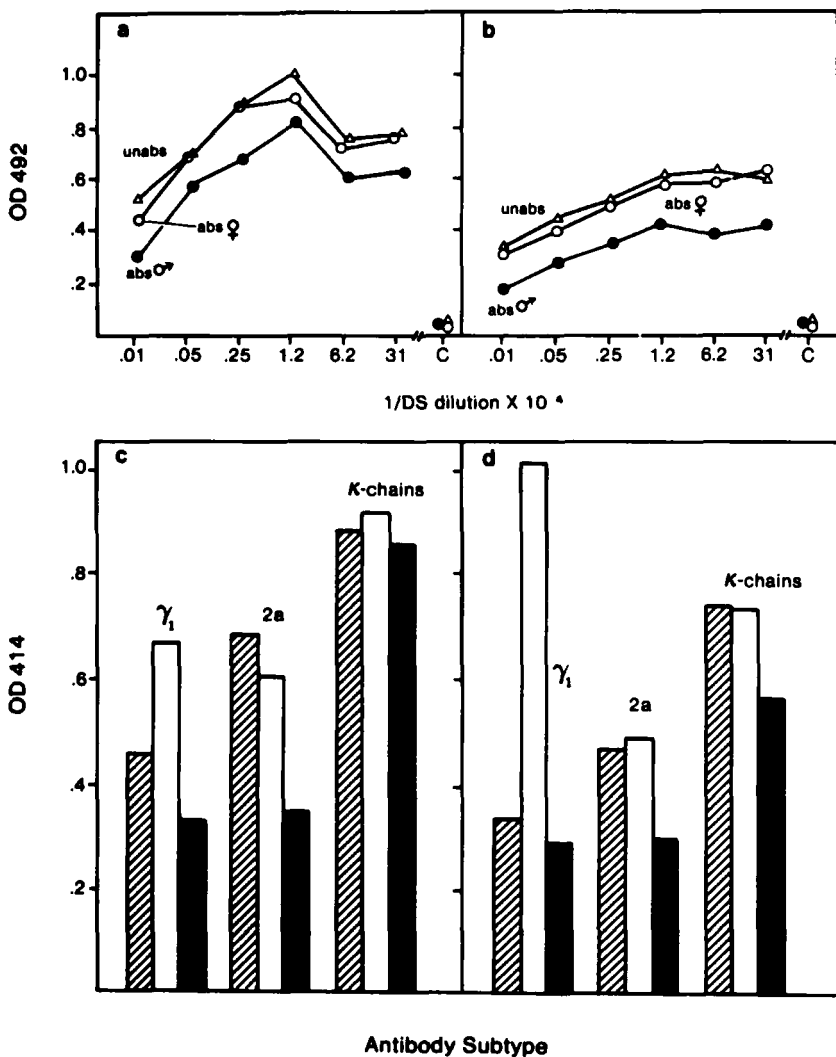 a
b
OD 492
1.0
.8
.6
.4
.2
unabs
abs ♀
abs ♂
unabs
abs ♀
abs ♂
.01 .05 .25 1.2 6.2 31 C
.01 .05 .25 1.2 6.2 31 C
1/DS dilution X 10 ⁴
c
d
OD 414
1.0
.8
.6
.4
.2
γ₁
2a
K-chains
γ₁
2a
K-chains
Antibody Subtype